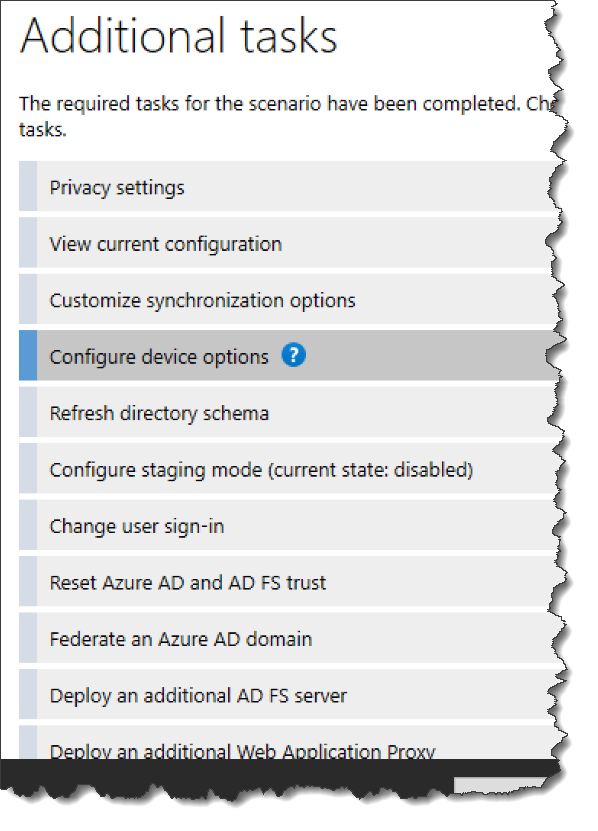 Additional tasks
The required tasks for the scenario have been completed.
tasks.
Privacy settings
View current configuration
Customize synchronization options
Configure device options ?
Refresh directory schema
Configure staging mode (current state: disabled)
Change user sign-in
Reset Azure AD and AD FS trust
Federate an Azure AD domain
Deploy an additional AD FS server
Deploy an additional Web Application Proxy